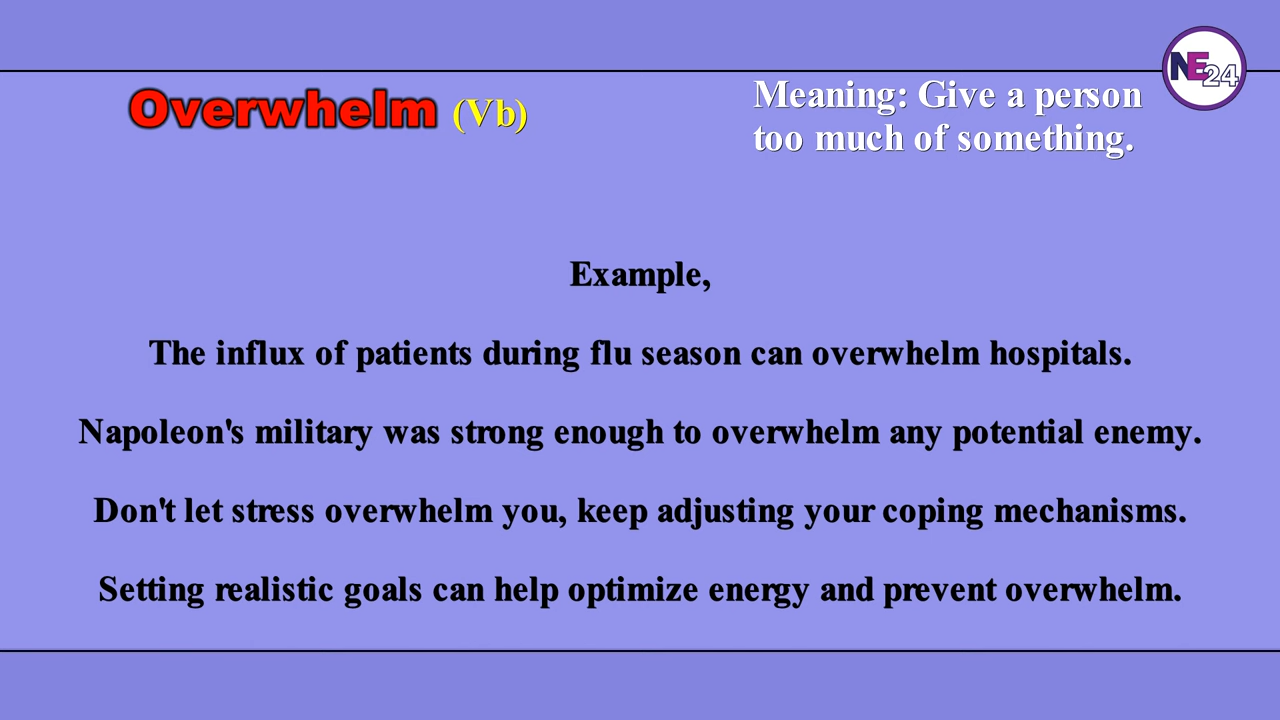 NE24
Overwhelm (Vb)
Meaning: Give a person
too much of something.
Example,
The influx of patients during flu season can overwhelm hospitals.
Napoleon's military was strong enough to overwhelm any potential enemy.
Don't let stress overwhelm you, keep adjusting your coping mechanisms.
Setting realistic goals can help optimize energy and prevent overwhelm.